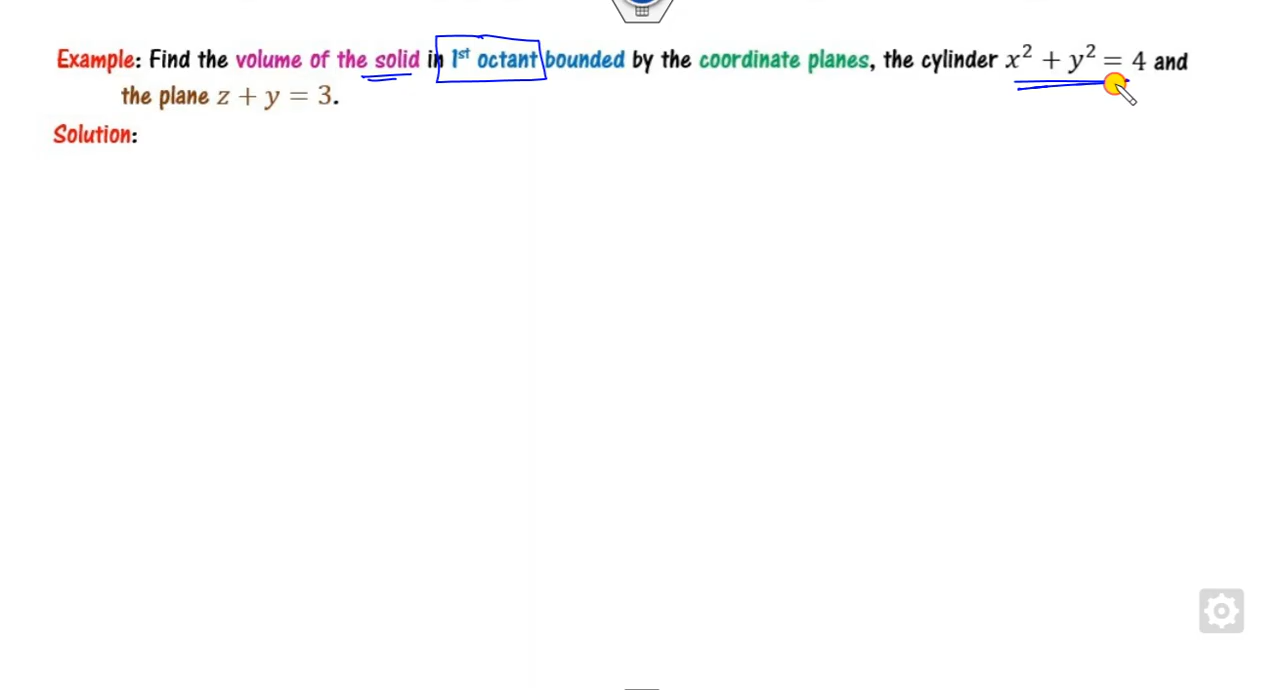 Example: Find the volume of the solid in 1st octant bounded by the coordinate planes, the cylinder x² + y² = 4 and
the plane z + y = 3.
Solution: